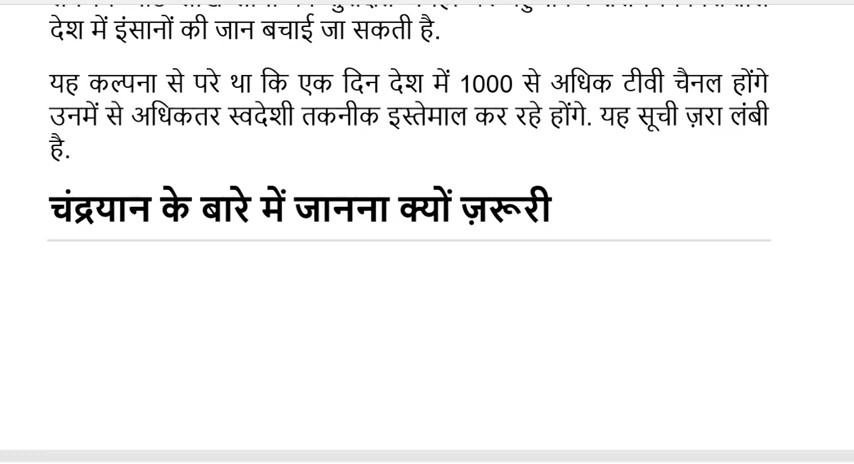 देश में इंसानों की जान बचाई जा सकती है.
यह कल्पना से परे था कि एक दिन देश में 1000 से अधिक टीवी चैनल होंगे
उनमें से अधिकतर स्वदेशी तकनीक इस्तेमाल कर रहे होंगे. यह सूची ज़रा लंबी
है.
चंद्रयान के बारे में जानना क्यों ज़रूरी